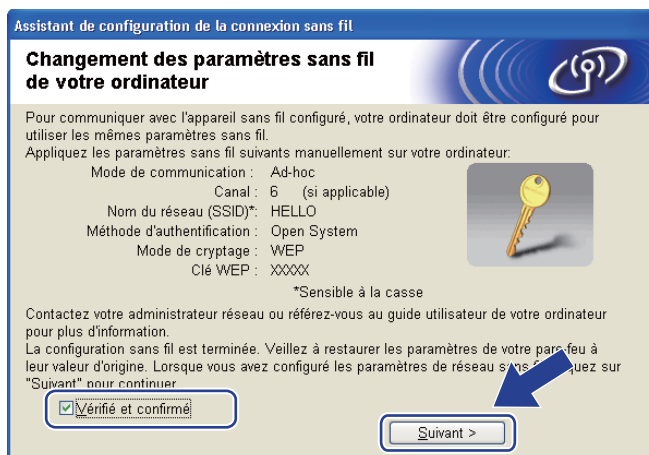 Assistant de configuration de la connexion sans fil
Changement des paramètres sans fil
de votre ordinateur
Pour communiquer avec l'appareil sans fil configuré, votre ordinateur doit être configuré pour
utiliser les mêmes paramètres sans fil.
Appliquez les paramètres sans fil suivants manuellement sur votre ordinateur:
Mode de communication : Ad-hoc
Canal : 6 (si applicable)
Nom du réseau (SSID)*: HELLO
Méthode d'authentification : Open System
Mode de cryptage : WEP
Clé WEP : XXXXX
*Sensible à la casse
Contactez votre administrateur réseau ou référez-vous au guide utilisateur de votre ordinateur
pour plus d'information.
La configuration sans fil est terminée. Veillez à restaurer les paramètres de votre pare-feu à
leur valeur d'origine. Lorsque vous avez configuré les paramètres de réseau sur
"Suivant" pour continuer
Vérifié et confirmé
Suivant >